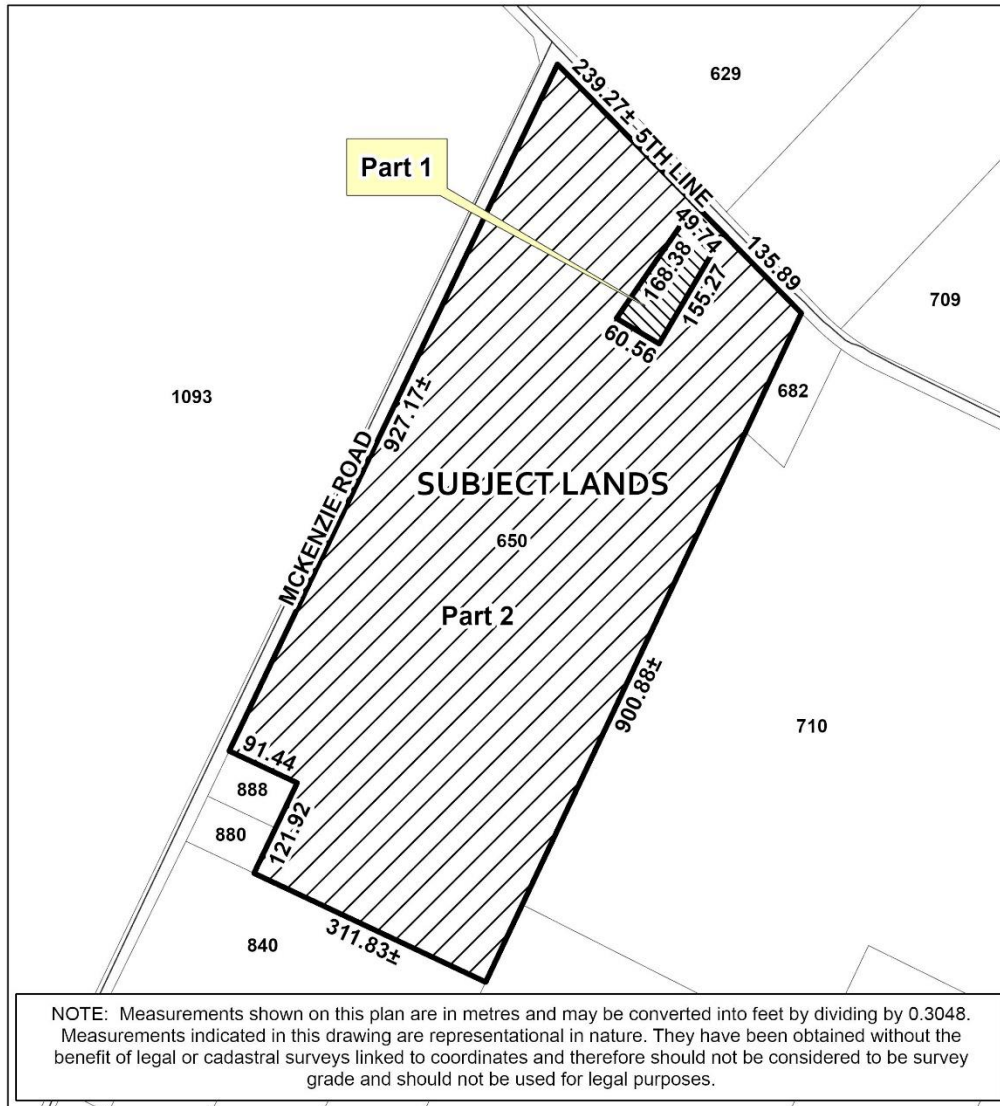 629
239.27± 5TH LINE
Part 1
49.74
135.89
168.38
155.27
709
60.56
682
1093
927.17±
MCKENZIE ROAD
SUBJECT LANDS
650
Part 2
900.88±
710
91.44
888
121.92
880
311.83±
840
NOTE: Measurements shown on this plan are in metres and may be converted into feet by dividing by 0.3048.
Measurements indicated in this drawing are representational in nature. They have been obtained without the
benefit of legal or cadastral surveys linked to coordinates and therefore should not be considered to be survey
grade and should not be used for legal purposes.